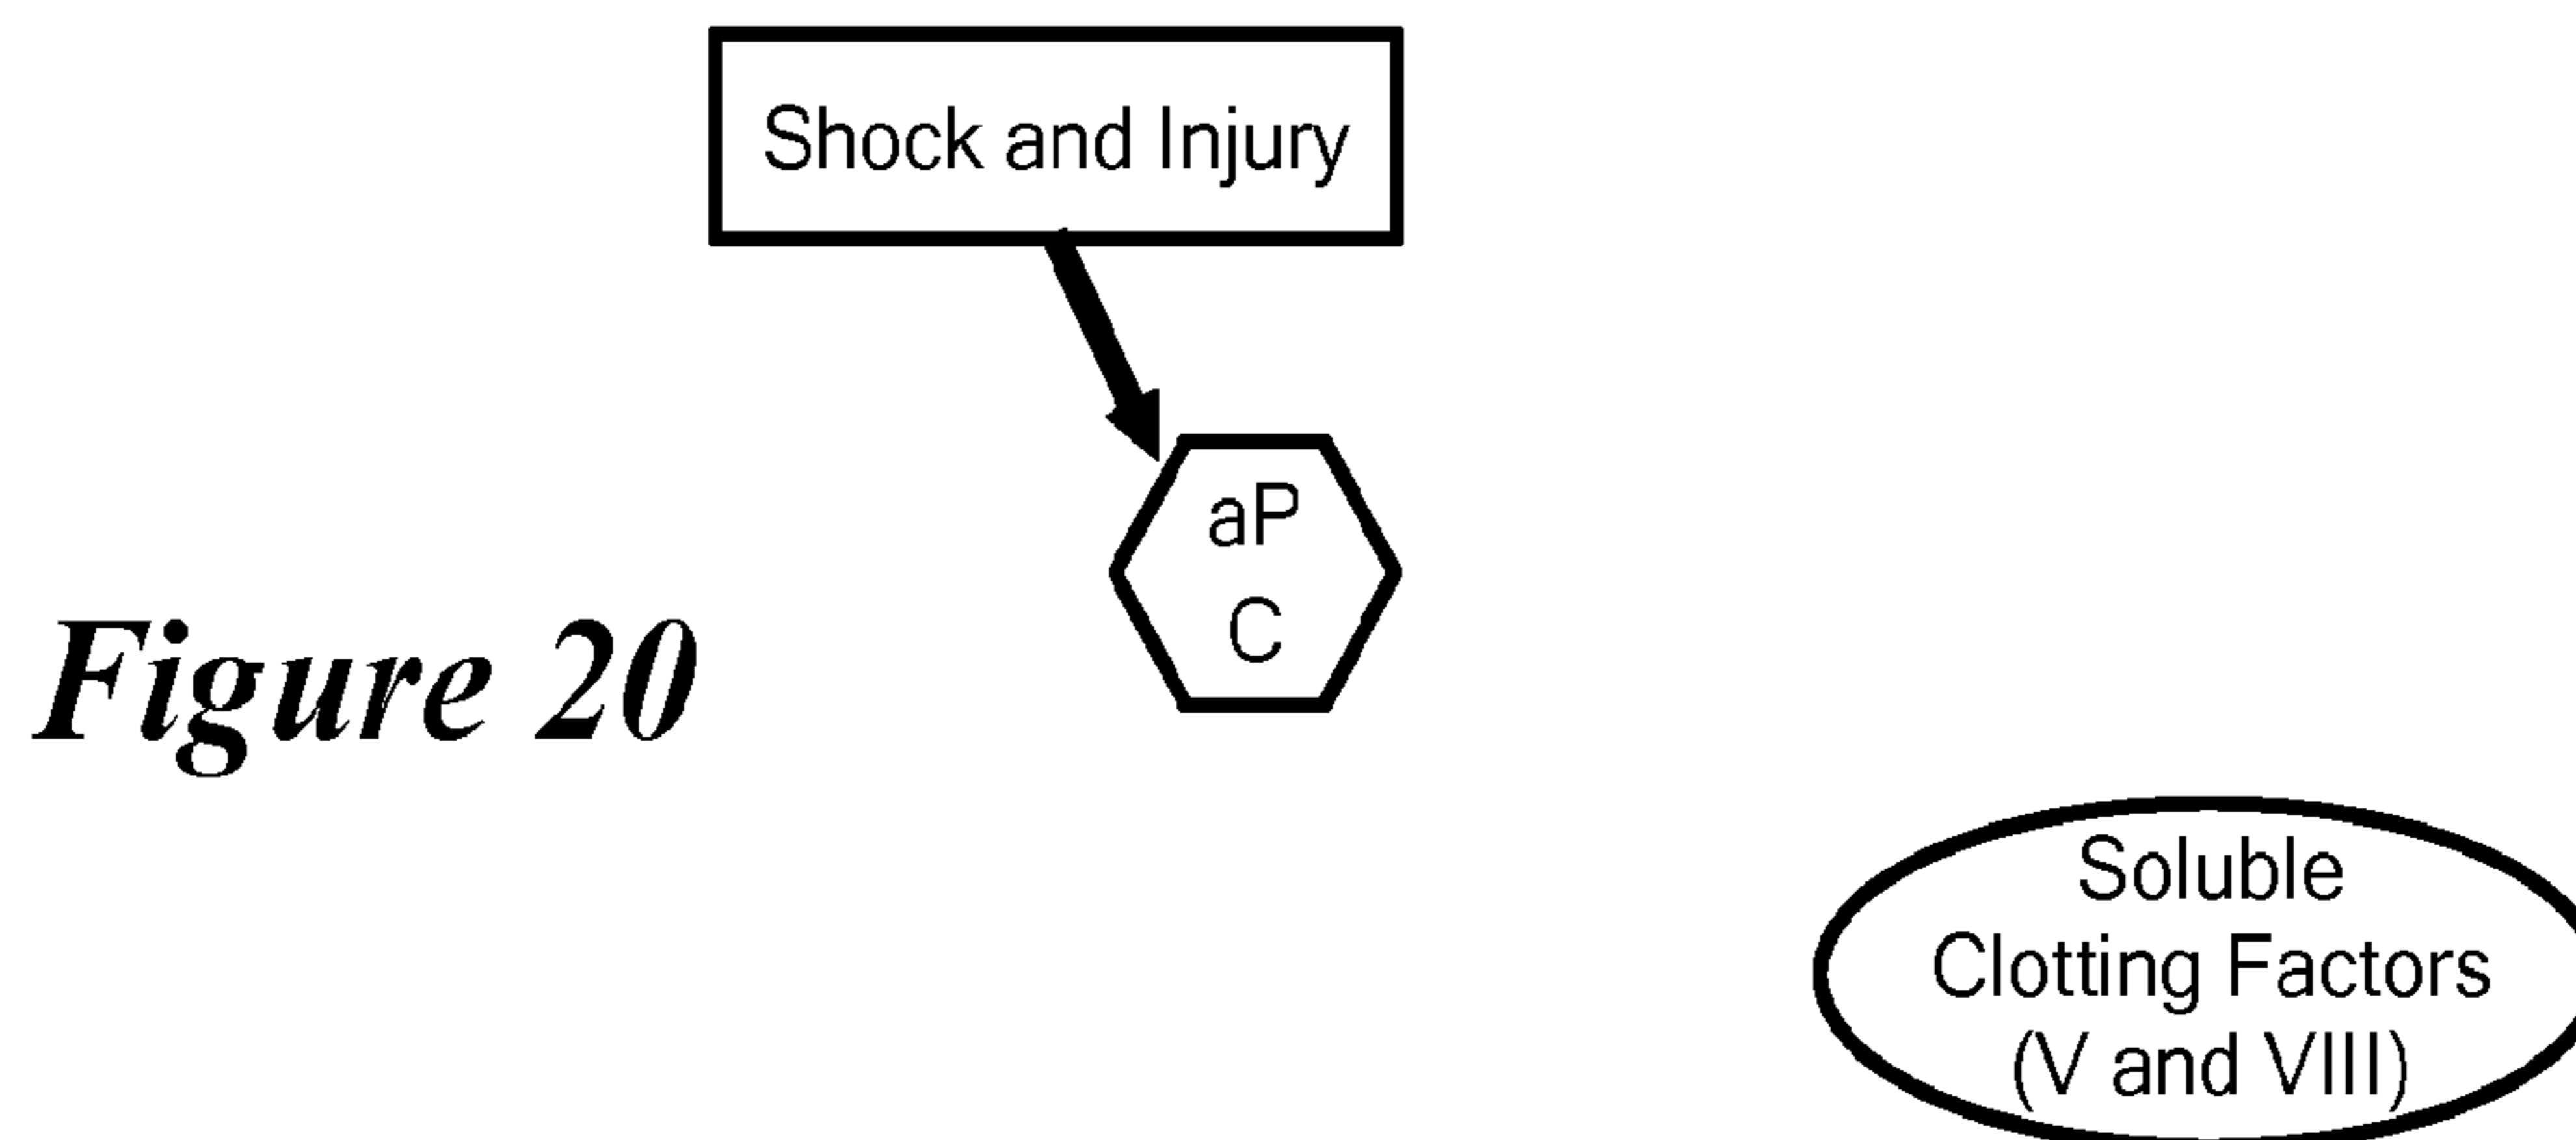 Shock and Injury
aP
C
Figure 20
Soluble
Clotting Factors
(V and VIII)